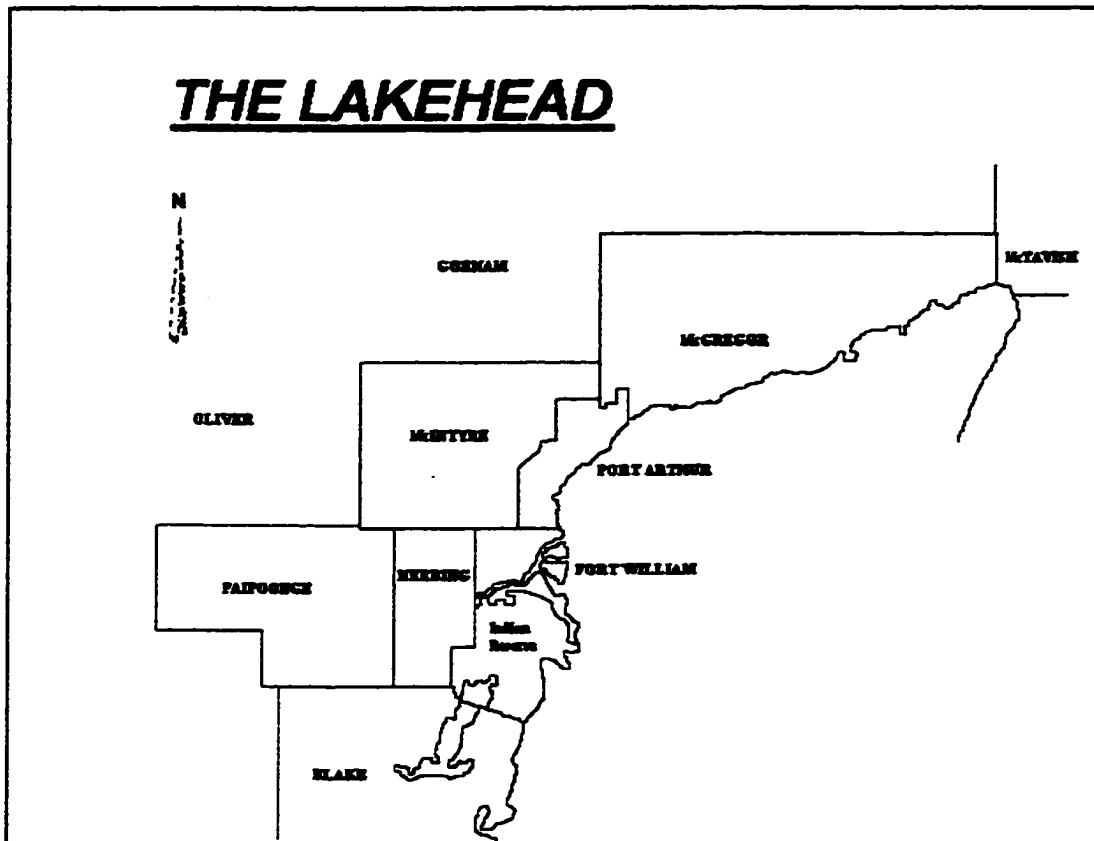 THE LAKEHEAD
N
GORHAM
McTAVISH
McGREGOR
OLIVER
McINTYRE
PORT ARTHUR
PAIPOONGE
NEEBING
FORT WILLIAM
Indian
Reserve
BLAKE